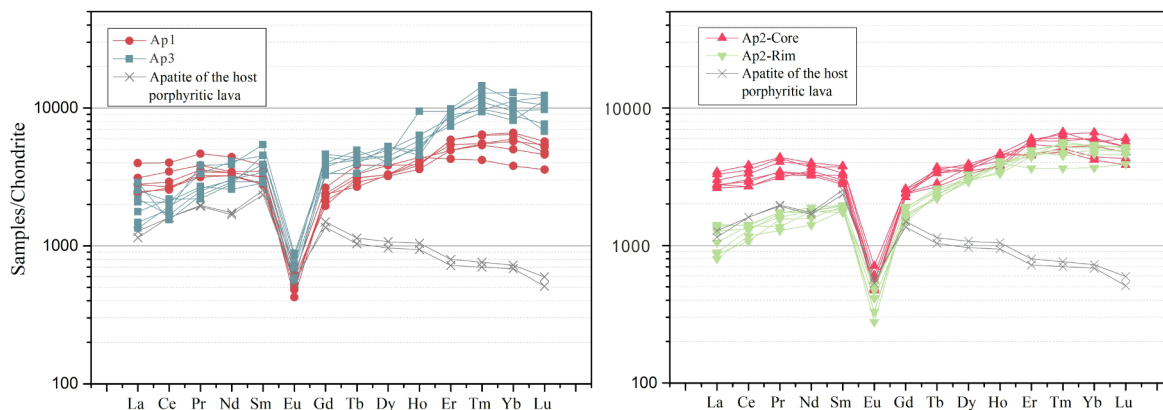 Samples/Chondrite
10000
1000
100
Ap1
Ap3
Apatite of the host
porphyritic lava
La Ce Pr Nd Sm Eu Gd Tb Dy Ho Er Tm Yb Lu
10000
1000
100
Ap2-Core
Ap2-Rim
Apatite of the host
porphyritic lava
La Ce Pr Nd Sm Eu Gd Tb Dy Ho Er Tm Yb Lu